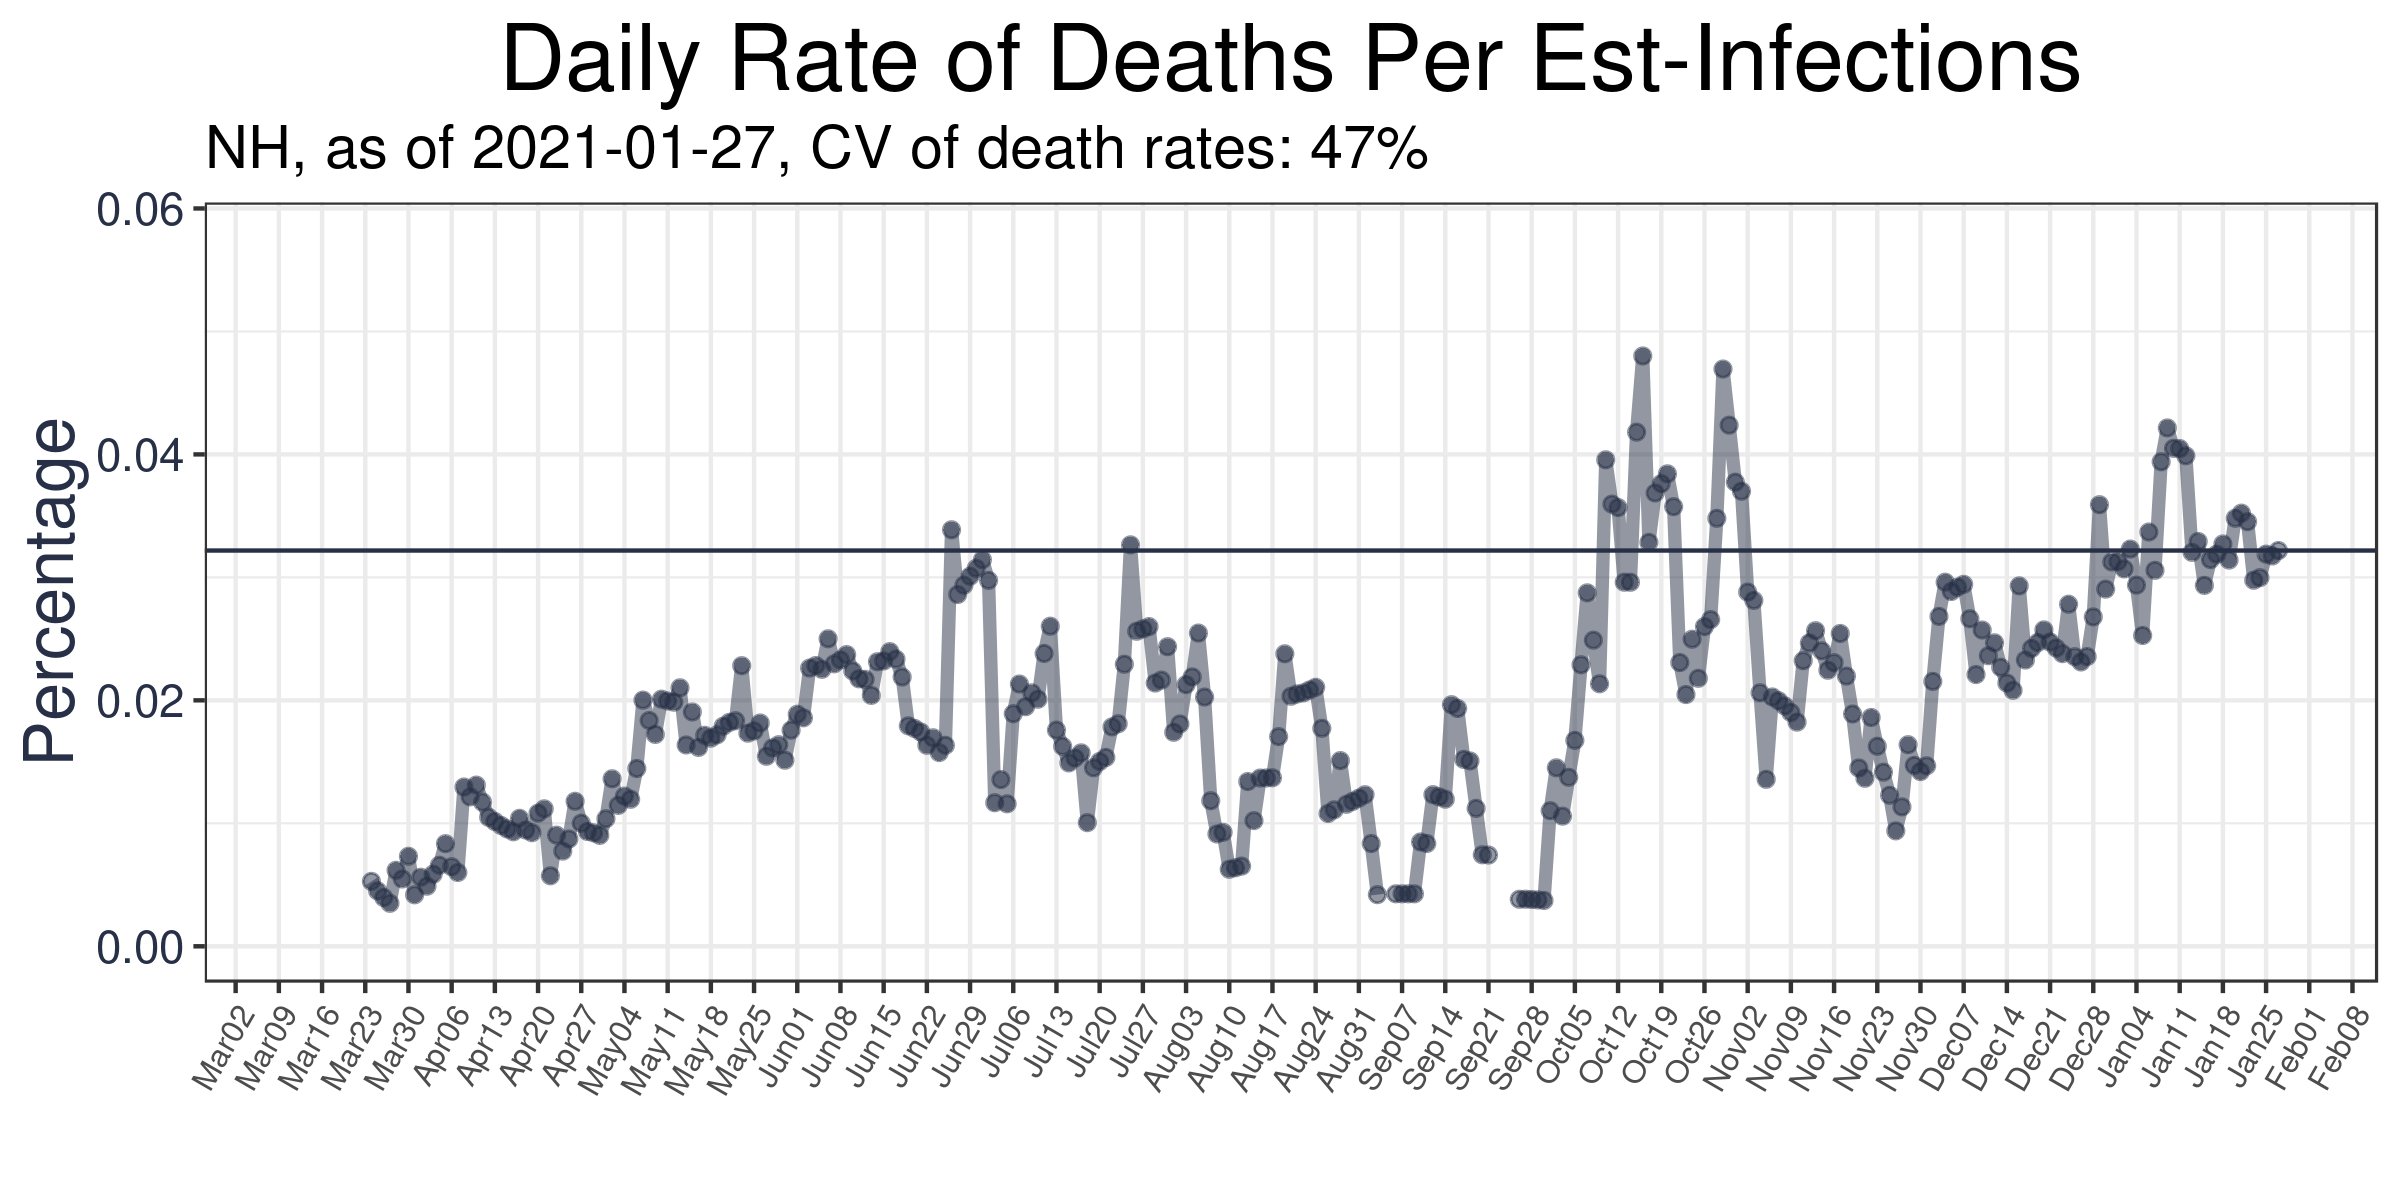 Daily Rate of Deaths Per Est-Infections
NH, as of 2021-01-27, CV of death rates: 47%
Percentage
0.06
0.04
0.02
0.00
Mar02
Mar09
Mar16
Mar23
Mar30
Apr06
Apr13
Apr20
Apr27
May04
May11
May18
May25
Jun01
Jun08
Jun15
Jun22
Jun29
Jul06
Jul13
Jul20
Jul27
Aug03
Aug10
Aug17
Aug24
Aug31
Sep07
Sep14
Sep21
Sep28
Oct05
Oct12
Oct19
Oct26
Nov02
Nov09
Nov16
Nov23
Nov30
Dec07
Dec14
Dec21
Dec28
Jan04
Jan11
Jan18
Jan25
Feb01
Feb08